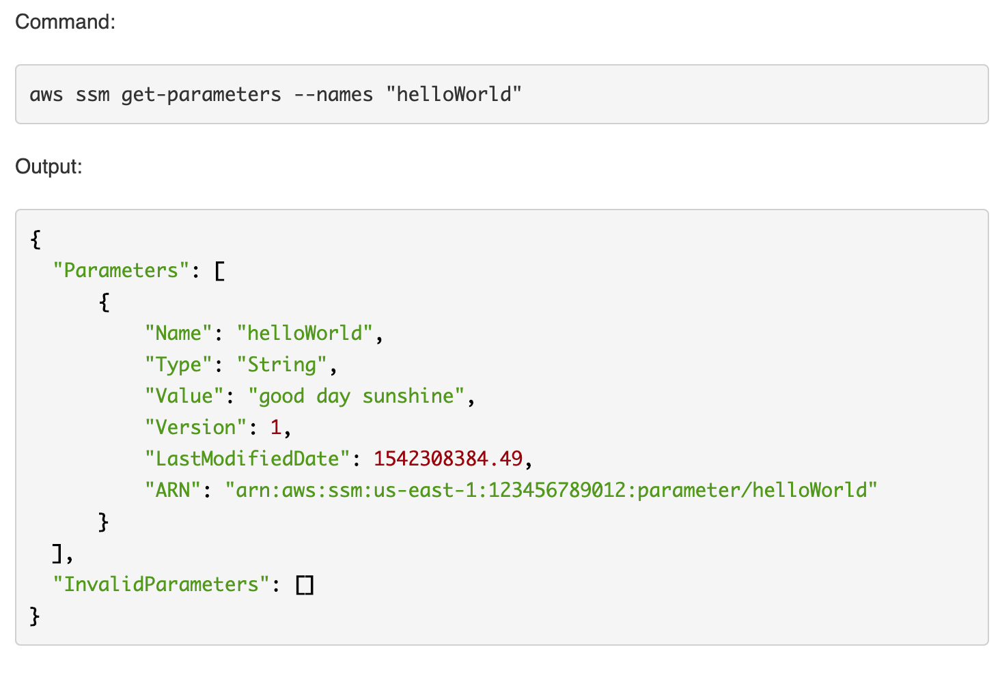 Command:
aws ssm get-parameters --names "helloWorld"
Output:
{
  "Parameters": [
      {
          "Name": "helloWorld",
          "Type": "String",
          "Value": "good day sunshine",
          "Version": 1,
          "LastModifiedDate": 1542308384.49,
          "ARN": "arn:aws:ssm:us-east-1:123456789012:parameter/helloWorld"
      }
  ],
  "InvalidParameters": []
}